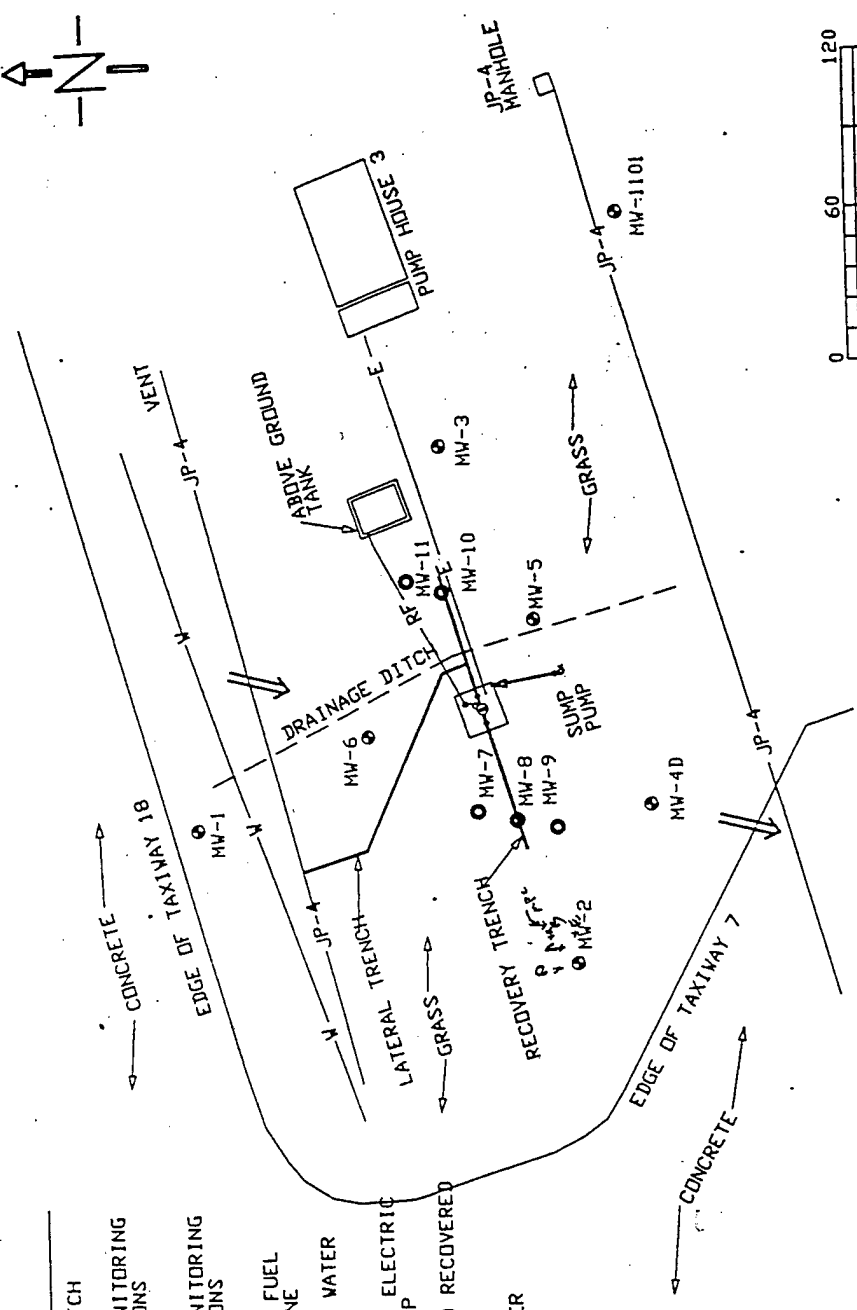 N
JP-4
MANHOLE
PUMP HOUSE 3
MW-1101
JP-4
0 60 120
VENT
JP-4
E
ABOVE GROUND
TANK
MW-3
GRASS
W
MW-11
E
MW-10
RF
MW-5
DRAINAGE DITCH
SUMP
PUMP
MW-6
MW-7
MW-8
MW-9
MW-4D
JP-4
MW-1
W
CONCRETE
EDGE OF TAXIWAY 18
JP-4
W
LATERAL TRENCH
GRASS
RECOVERY TRENCH
MW-2
EDGE OF TAXIWAY 7
CONCRETE
TCH
NITORING
ONS
NITORING
ONS
FUEL
NE
WATER
ELECTRIC
P
D RECOVERED
ER